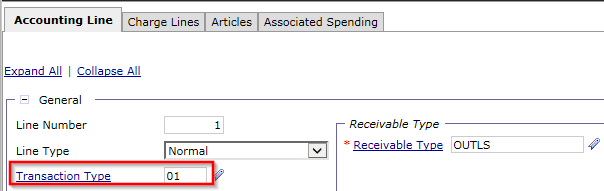 Accounting Line Charge Lines Articles Associated Spending
Expand All | Collapse All
General
Line Number 1
Line Type Normal
Transaction Type 01
Receivable Type
* Receivable Type OUTLS